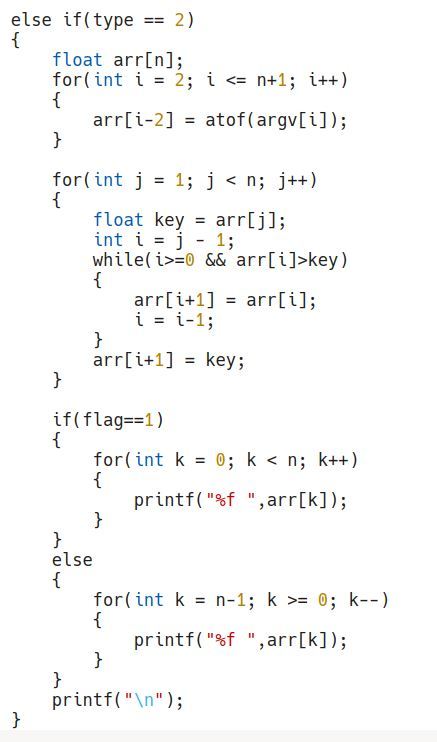 else if(type == 2)
{
    float arr[n];
    for(int i = 2; i <= n+1; i++)
    {
        arr[i-2] = atof(argv[i]);
    }

    for(int j = 1; j < n; j++)
    {
        float key = arr[j];
        int i = j - 1;
        while(i>=0 && arr[i]>key)
        {
            arr[i+1] = arr[i];
            i = i-1;
        }
        arr[i+1] = key;
    }

    if(flag==1)
    {
        for(int k = 0; k < n; k++)
        {
            printf("%f ",arr[k]);
        }
    }
    else
    {
        for(int k = n-1; k >= 0; k--)
        {
            printf("%f ",arr[k]);
        }
    }
    printf("\n");
}